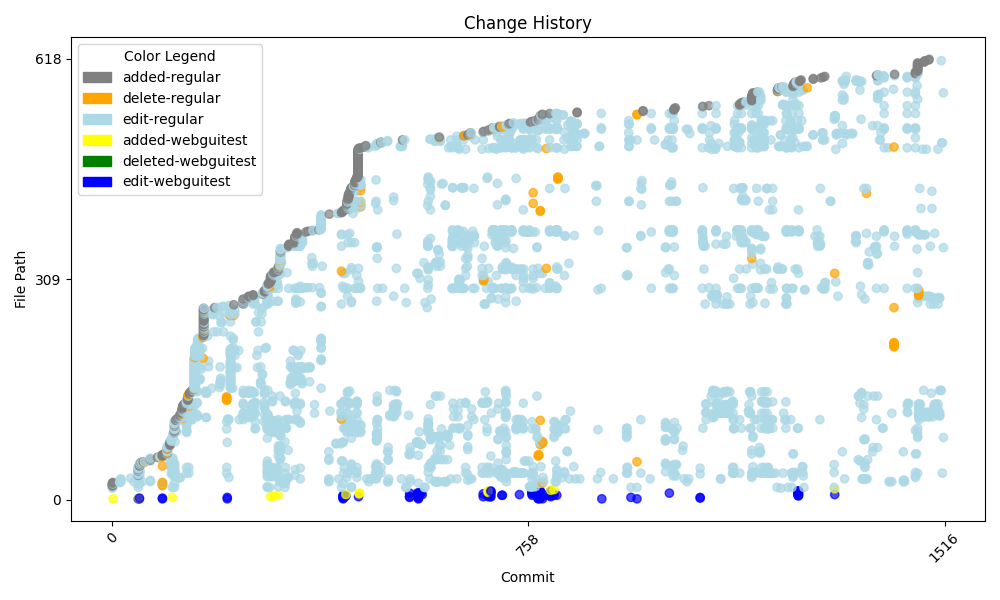 Change History
618
309
0
File Path
Color Legend
added-regular
delete-regular
edit-regular
added-webguitest
deleted-webguitest
edit-webguitest
0
758
1516
Commit